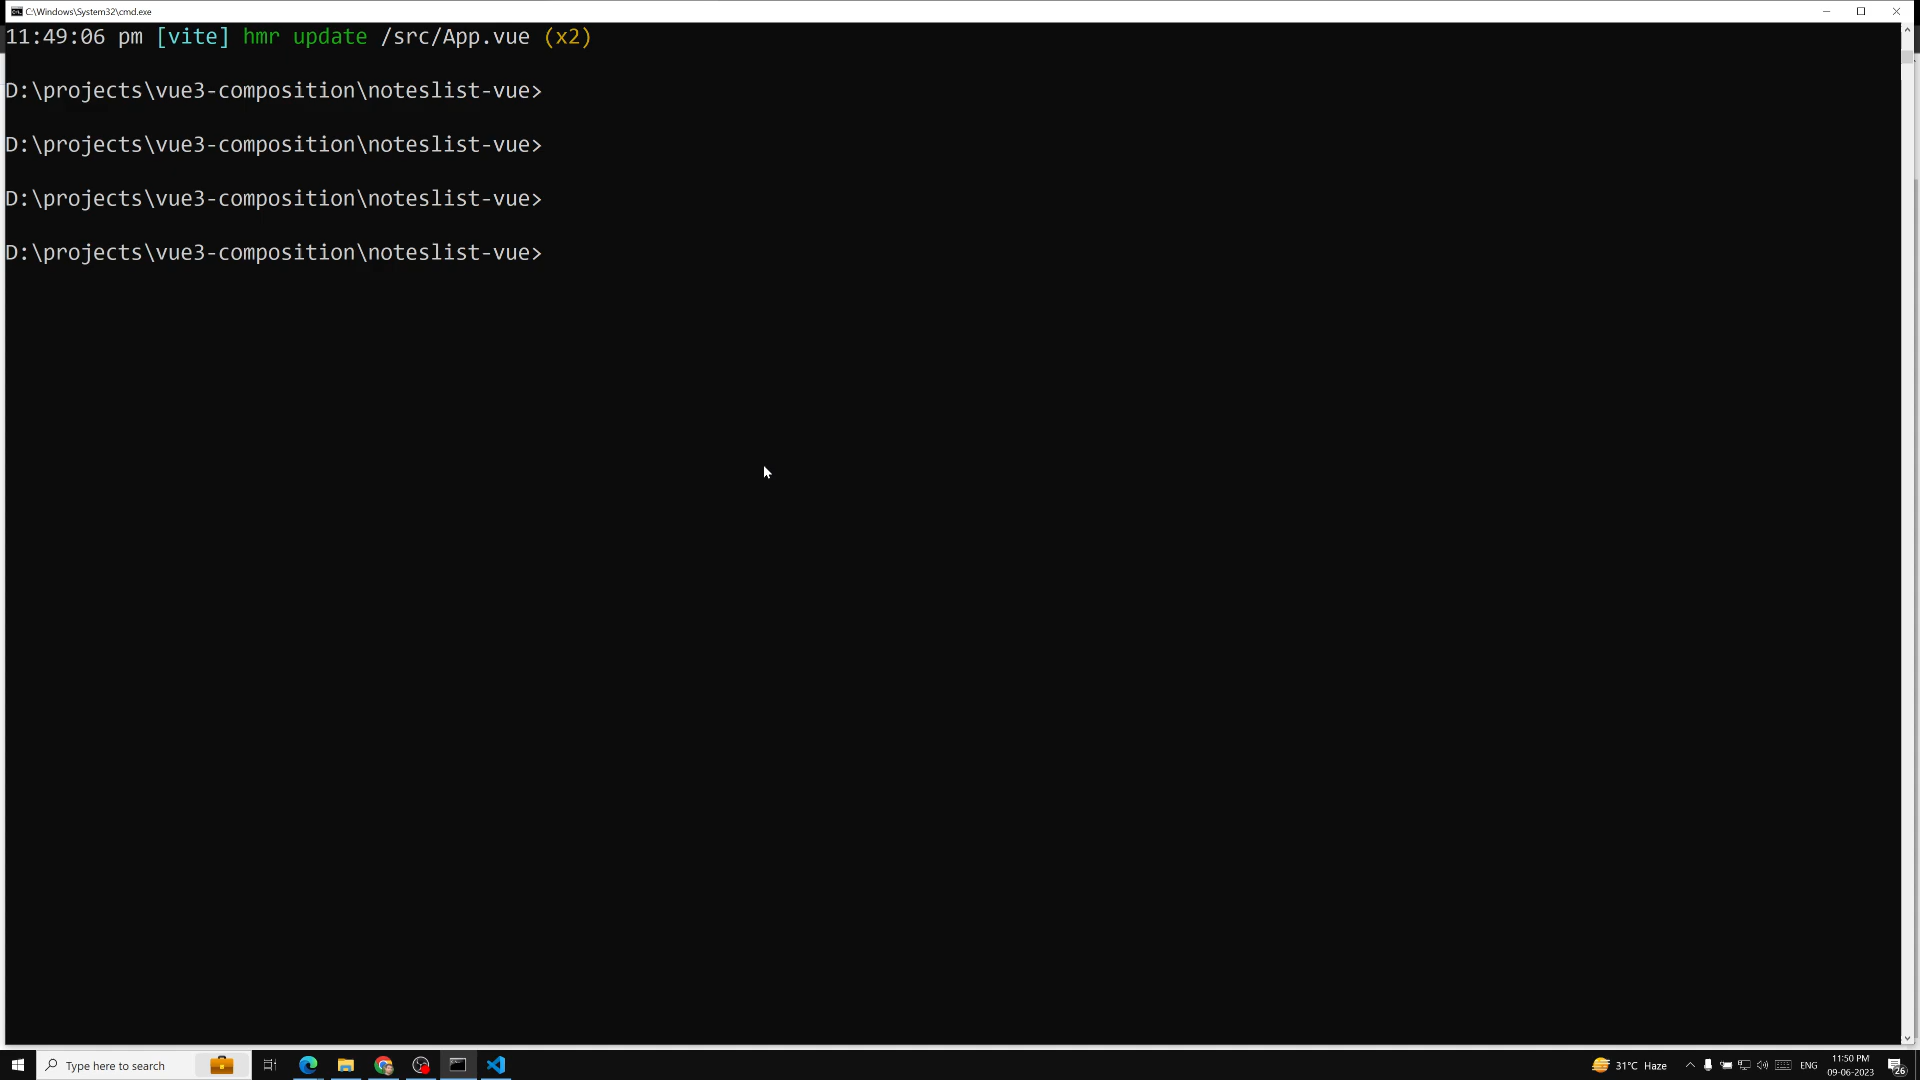 C:\Windows\System32\cmd.exe
11:49:06 pm [vite] hmr update /src/App.vue (x2)
D:\projects\vue3-composition\noteslist-vue>
D:\projects\vue3-composition\noteslist-vue>
D:\projects\vue3-composition\noteslist-vue>
D:\projects\vue3-composition\noteslist-vue>
Type here to search
31°C Haze
ENG
11:50 PM
09-06-2023
26